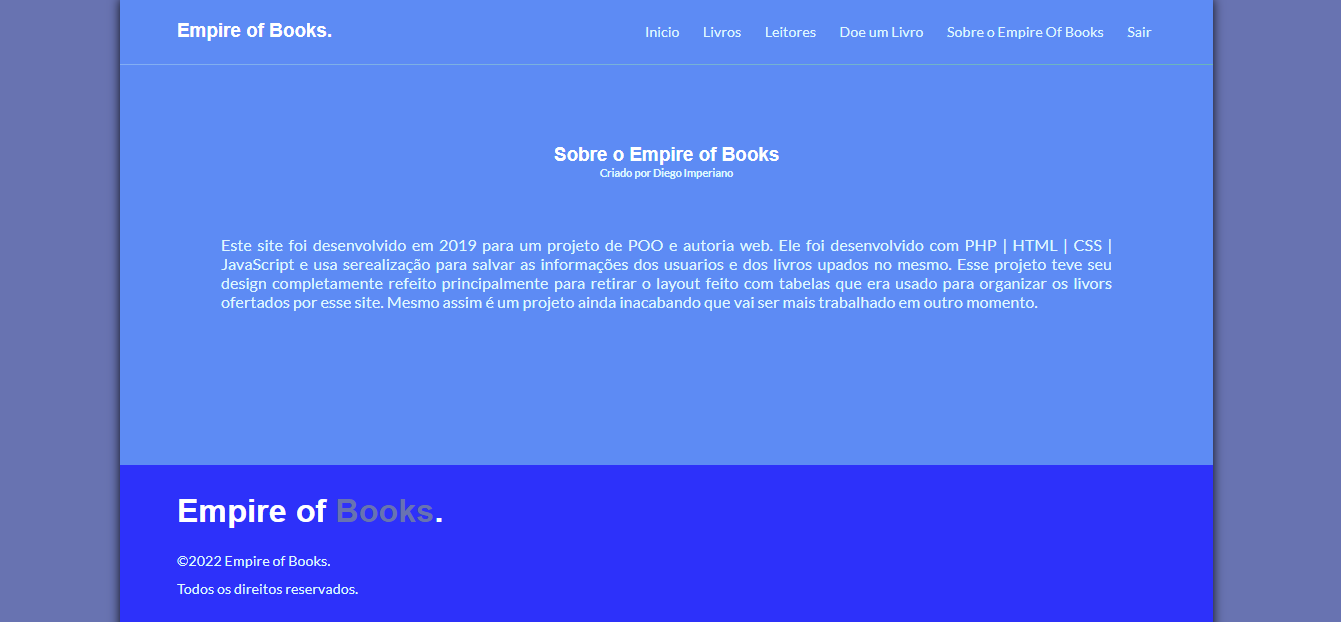 Empire of Books.
Inicio Livros Leitores Doe um Livro Sobre o Empire Of Books Sair
Sobre o Empire of Books
Criado por Diego Imperiano
Este site foi desenvolvido em 2019 para um projeto de POO e autoria web. Ele foi desenvolvido com PHP | HTML | CSS |
JavaScript e usa serealização para salvar as informações dos usuarios e dos livros upados no mesmo. Esse projeto teve seu
design completamente refeito principalmente para retirar o layout feito com tabelas que era usado para organizar os livors
ofertados por esse site. Mesmo assim é um projeto ainda inacabando que vai ser mais trabalhado em outro momento.
Empire of Books.
©2022 Empire of Books.
Todos os direitos reservados.